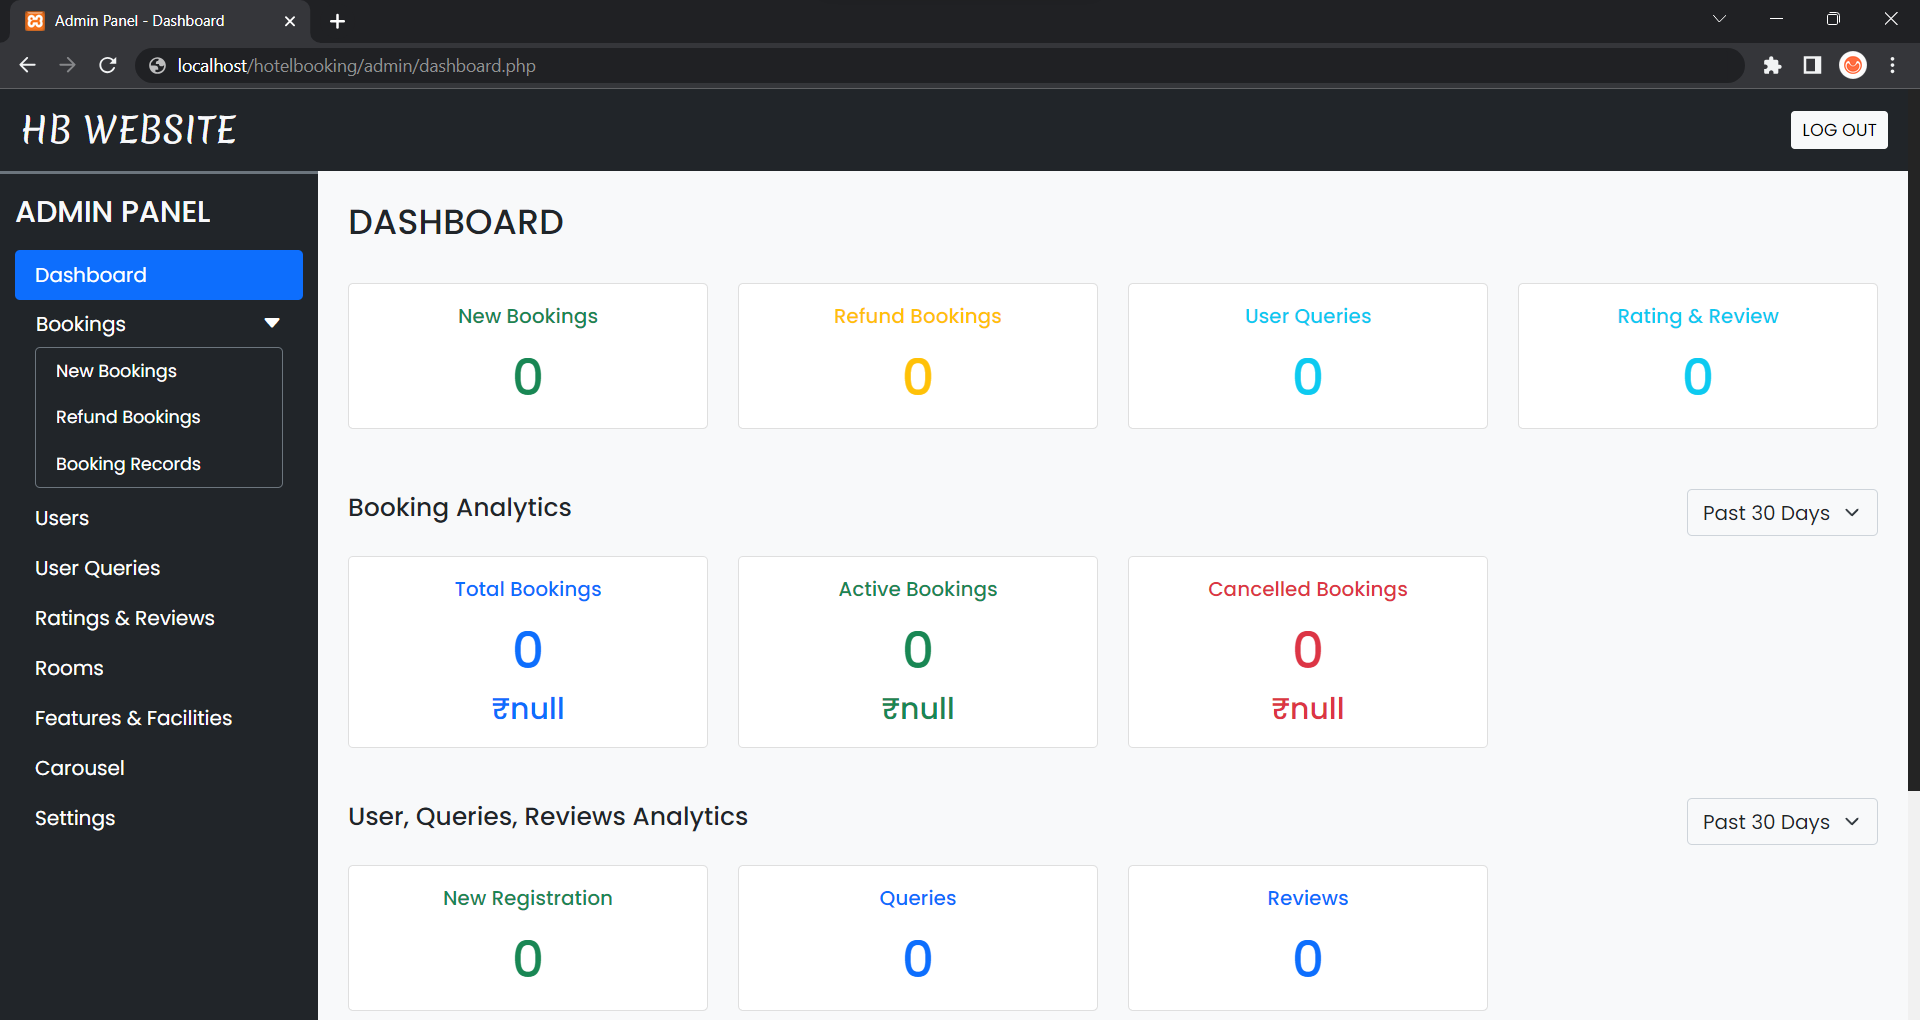 Admin Panel - Dashboard
localhost/hotelbooking/admin/dashboard.php
HB WEBSITE
LOG OUT
ADMIN PANEL
Dashboard
Bookings
New Bookings
Refund Bookings
Booking Records
Users
User Queries
Ratings & Reviews
Rooms
Features & Facilities
Carousel
Settings
DASHBOARD
New Bookings
0
Refund Bookings
0
User Queries
0
Rating & Review
0
Booking Analytics
Past 30 Days
Total Bookings
0
₹null
Active Bookings
0
₹null
Cancelled Bookings
0
₹null
User, Queries, Reviews Analytics
Past 30 Days
New Registration
0
Queries
0
Reviews
0